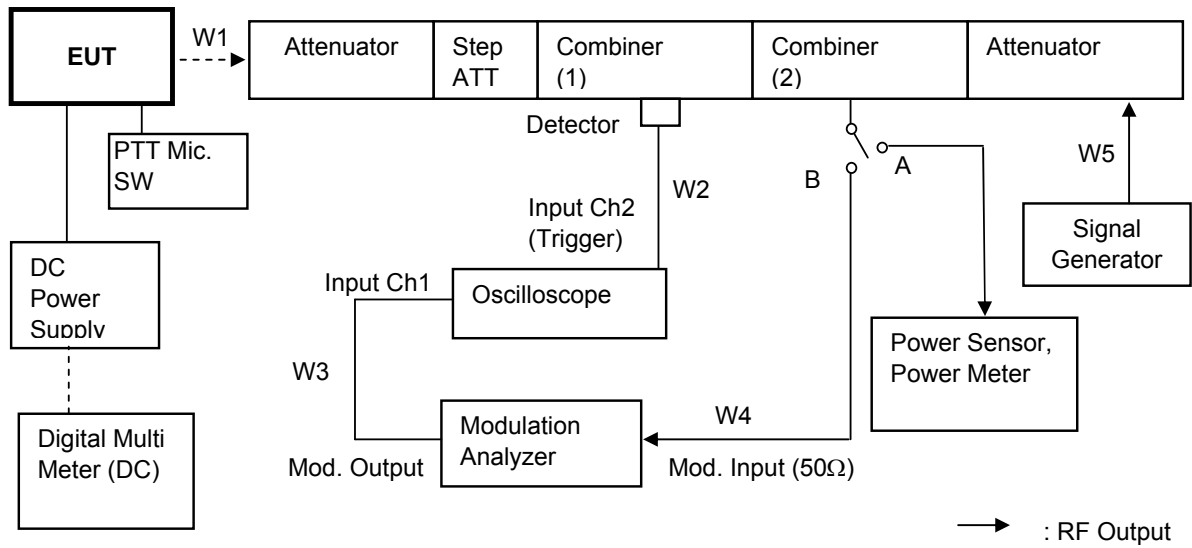 EUT
W1
Attenuator
Step
ATT
Combiner
(1)
Combiner
(2)
Attenuator
Detector
PTT Mic.
SW
W2
B
A
W5
Input Ch2
(Trigger)
Signal
Generator
DC
Power
Supply
Input Ch1
Oscilloscope
Power Sensor,
Power Meter
W3
W4
Digital Multi
Meter (DC)
Modulation
Analyzer
Mod. Output
Mod. Input (50Ω)
: RF Output